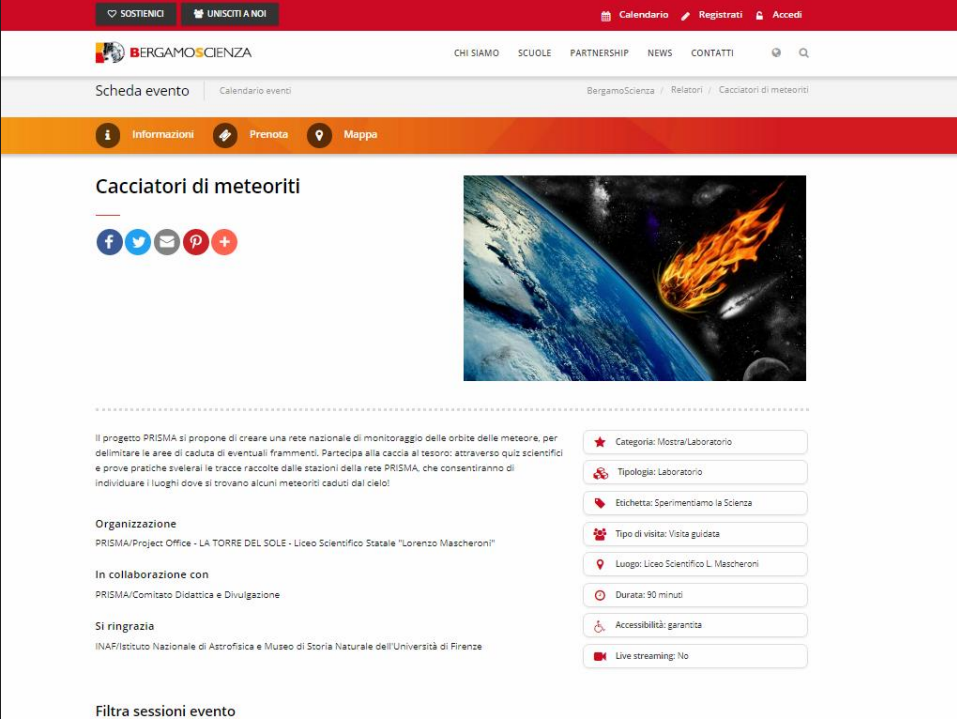 SOSTIENICI UNISCITI A NOI Calendario Registrati Accedi
BERGAMOSCIENZA CHI SIAMO SCUOLE PARTNERSHIP NEWS CONTATTI
Scheda evento Calendario eventi BergamoScienza / Relatori / Cacciatori di meteoriti
Informazioni Prenota Mappa
Cacciatori di meteoriti
Il progetto PRISMA si propone di creare una rete nazionale di monitoraggio delle orbite delle meteore, per
delimitare le aree di caduta di eventuali frammenti. Partecipa alla caccia al tesoro: attraverso quiz scientifici
e prove pratiche svelerai le tracce raccolte dalle stazioni della rete PRISMA, che consentiranno di
individuare i luoghi dove si trovano alcuni meteoriti caduti dal cielo!
Organizzazione
PRISMA/Project Office - LA TORRE DEL SOLE - Liceo Scientifico Statale "Lorenzo Mascheroni"
In collaborazione con
PRISMA/Comitato Didattica e Divulgazione
Si ringrazia
INAF/Istituto Nazionale di Astrofisica e Museo di Storia Naturale dell'Università di Firenze
Categoria: Mostra/Laboratorio
Tipologia: Laboratorio
Etichetta: Sperimentiamo la Scienza
Tipo di visita: Visita guidata
Luogo: Liceo Scientifico L. Mascheroni
Durata: 90 minuti
Accessibilità: garantita
Live streaming: No
Filtra sessioni evento